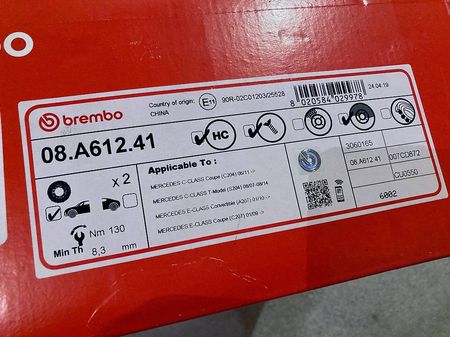 bo
brembo
Country of origin:
CHINA
E11
90R-02C01203/25528
8 020584 029978
24.04.19
08.A612.41
HC
x 2
Nm 130
Min Th 8,3
Applicable To :
MERCEDES C-CLASS Coupe (C204) 06/11 ->
MERCEDES C-CLASS T-Model (S204) 08/07-08/14
MERCEDES E-CLASS Convertible (A207) 01/10 ->
MERCEDES E-CLASS Coupe (C207) 01/09 ->
3060165
08.A612.41
007CD872
CU0550
6002